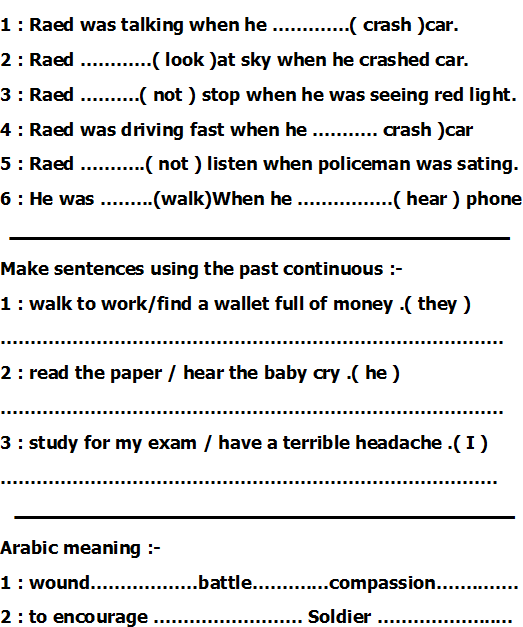 1 : Raed was talking when he ………….( crash )car.
2 : Raed …………( look )at sky when he crashed car.
3 : Raed ……….( not ) stop when he was seeing red light.
4 : Raed was driving fast when he ……….. crash )car
5 : Raed ………..( not ) listen when policeman was sating.
6 : He was ………(walk)When he …………….( hear ) phone
Make sentences using the past continuous :-
1 : walk to work/find a wallet full of money .( they )
…………………………………………………………………………
2 : read the paper / hear the baby cry .( he )
…………………………………………………………………………
3 : study for my exam / have a terrible headache .( I )
…………………………………………………………………………
Arabic meaning :-
1 : wound………………battle………….compassion…………..
2 : to encourage ……………………. Soldier …………………..